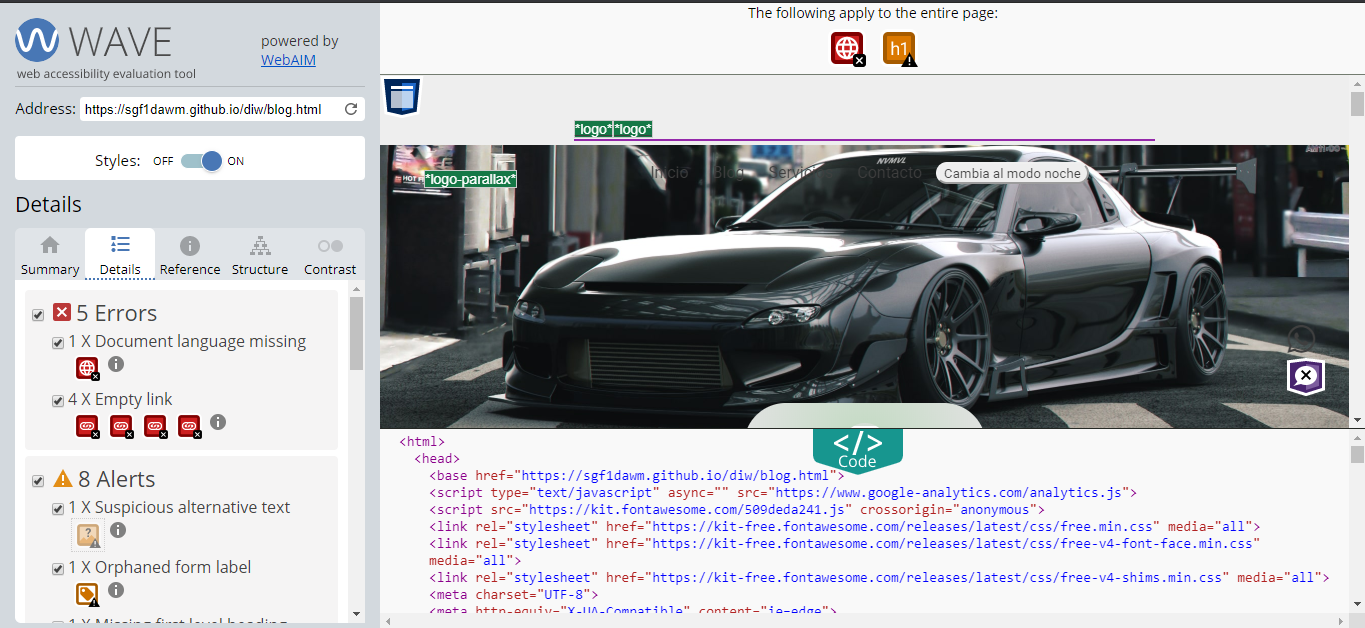 WAVE
powered by
WebAIM
web accessibility evaluation tool
Address: https://sgf1dawm.github.io/diw/blog.html
Styles: OFF ON
Details
Summary Details Reference Structure Contrast
5 Errors
1 X Document language missing
4 X Empty link
8 Alerts
1 X Suspicious alternative text
1 X Orphaned form label
1 X Missing first level heading
The following apply to the entire page:
h1
*logo* *logo*
*logo-parallax*
Inicio Blog Servicios Contacto Cambia al modo noche
NVMVL
</>
Code
<html>
<head>
<base href="https://sgf1dawm.github.io/diw/blog.html">
<script type="text/javascript" async="" src="https://www.google-analytics.com/analytics.js">
<script src="https://kit.fontawesome.com/509deda241.js" crossorigin="anonymous">
<link rel="stylesheet" href="https://kit-free.fontawesome.com/releases/latest/css/free.min.css" media="all">
<link rel="stylesheet" href="https://kit-free.fontawesome.com/releases/latest/css/free-v4-font-face.min.css"
media="all">
<link rel="stylesheet" href="https://kit-free.fontawesome.com/releases/latest/css/free-v4-shims.min.css" media="all">
<meta charset="UTF-8">
<meta http-equiv="X-UA-Compatible" content="ie=edge">